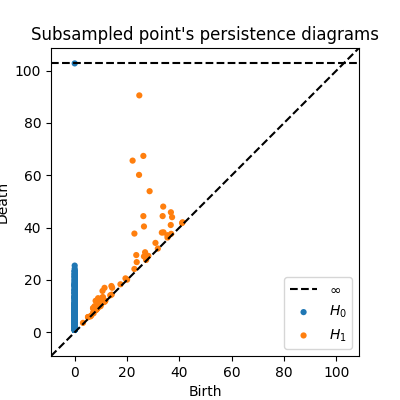 Subsampled point's persistence diagrams
100
80
60
40
20
0
Death
0 20 40 60 80 100
Birth
∞
H₀
H₁